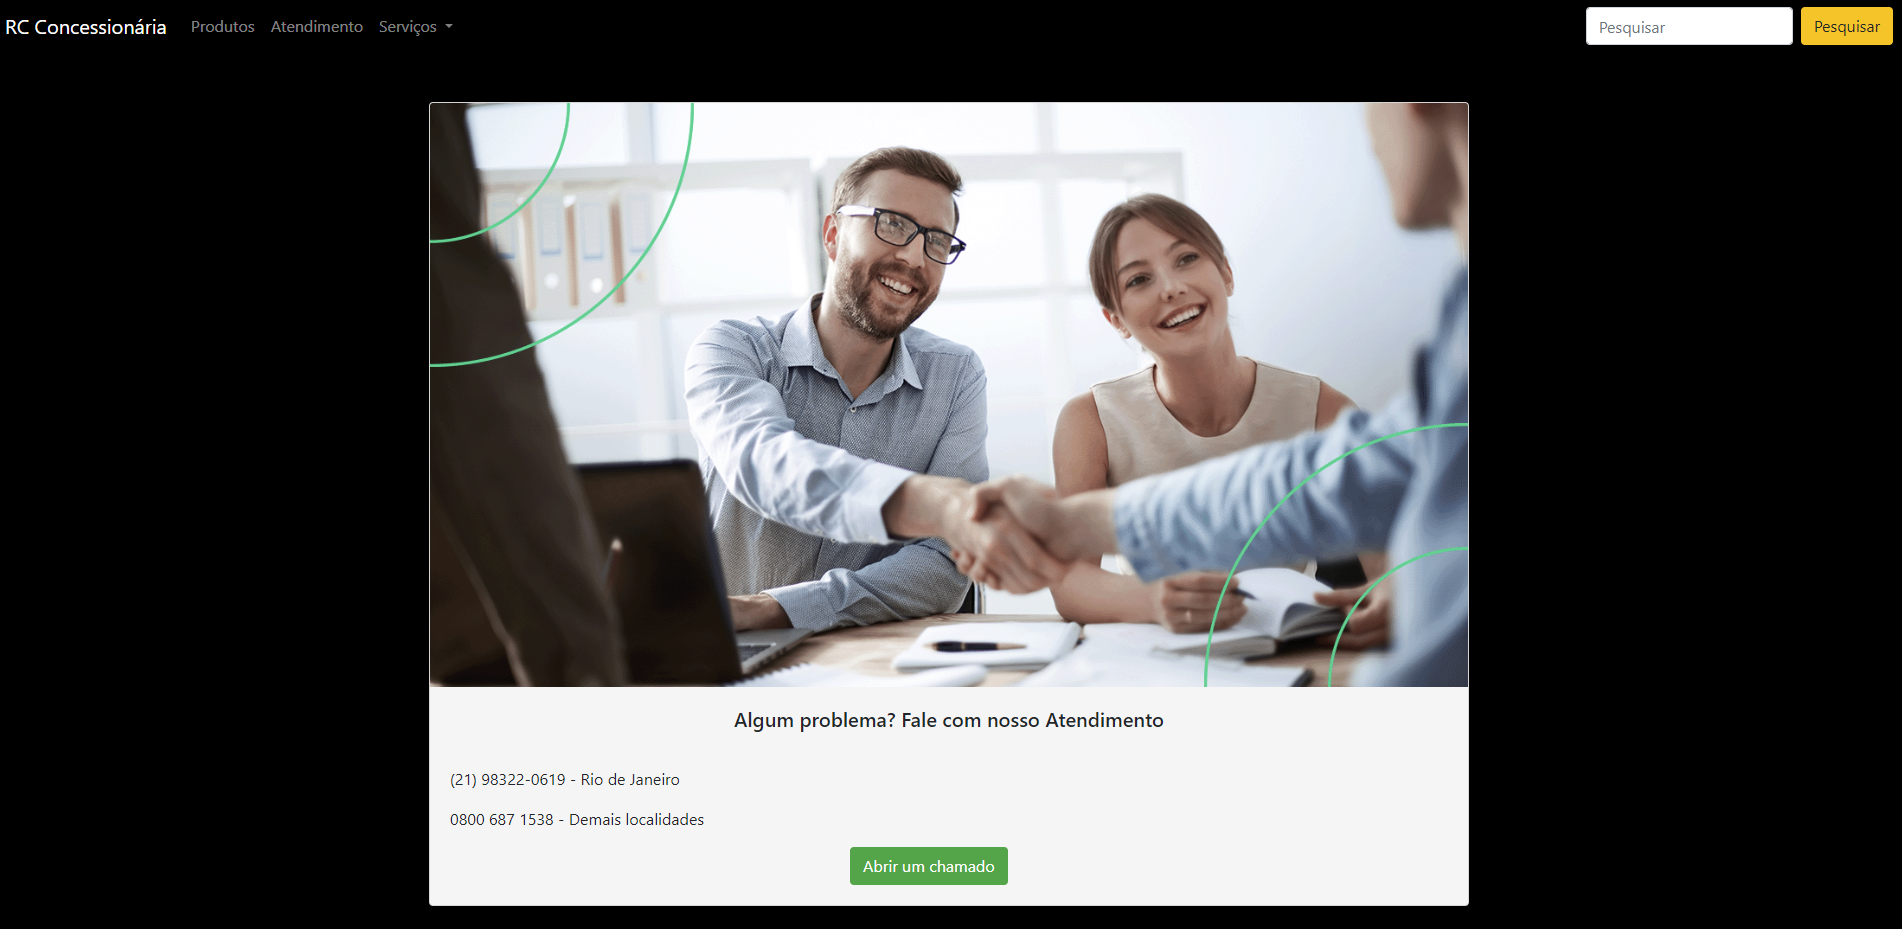 RC Concessionária Produtos Atendimento Serviços Pesquisar Pesquisar
Algum problema? Fale com nosso Atendimento
(21) 98322-0619 - Rio de Janeiro
0800 687 1538 - Demais localidades
Abrir um chamado